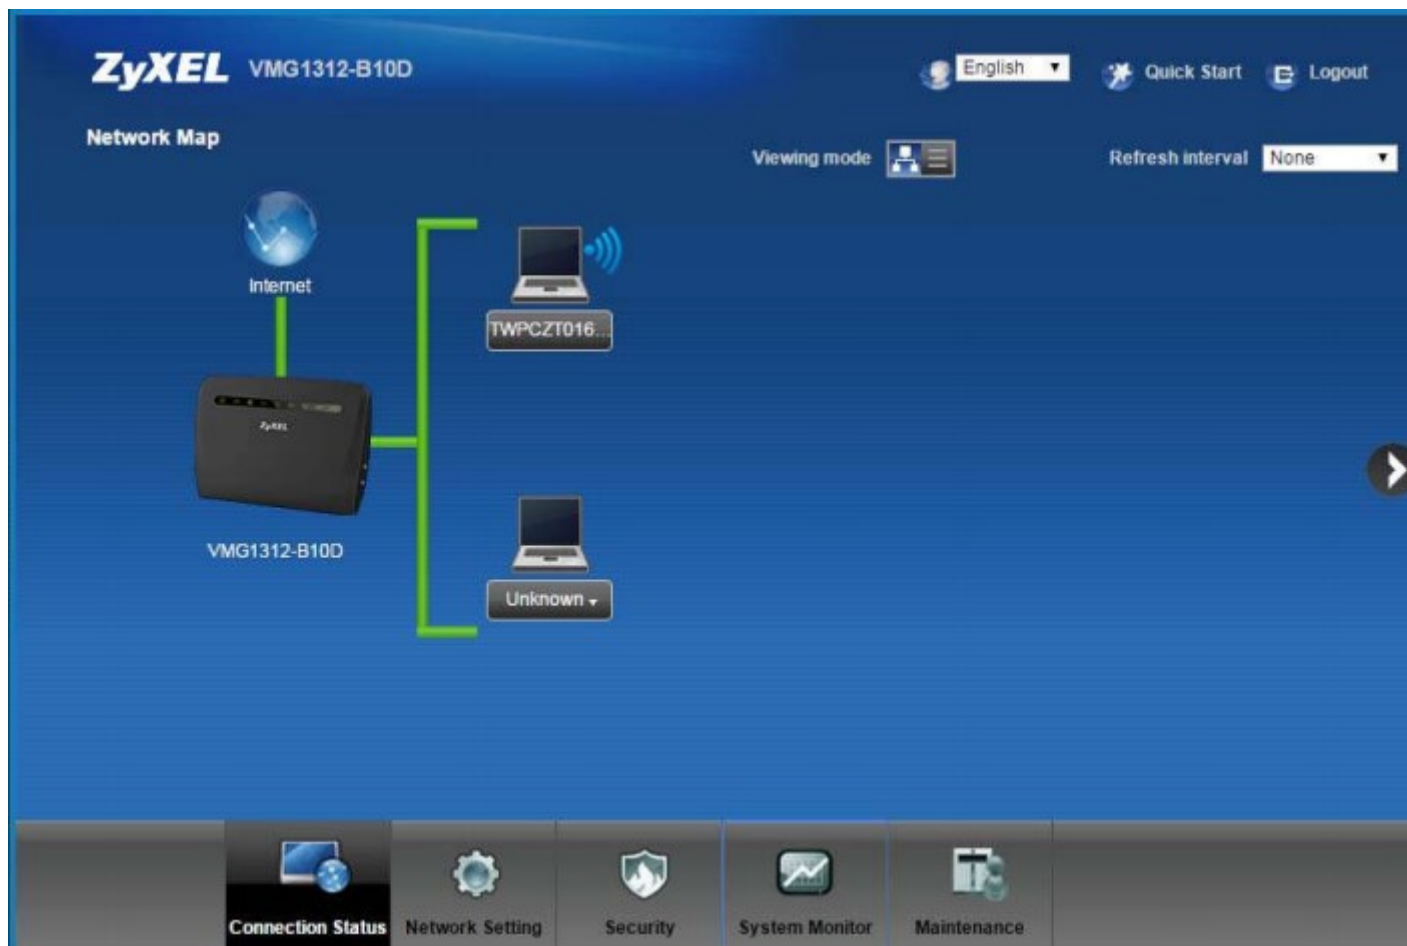 ZyXEL VMG1312-B10D
English
Quick Start
Logout
Network Map
Viewing mode
Refresh interval None
Internet
TWPCZT016...
ZyXEL
VMG1312-B10D
Unknown
Connection Status
Network Setting
Security
System Monitor
Maintenance